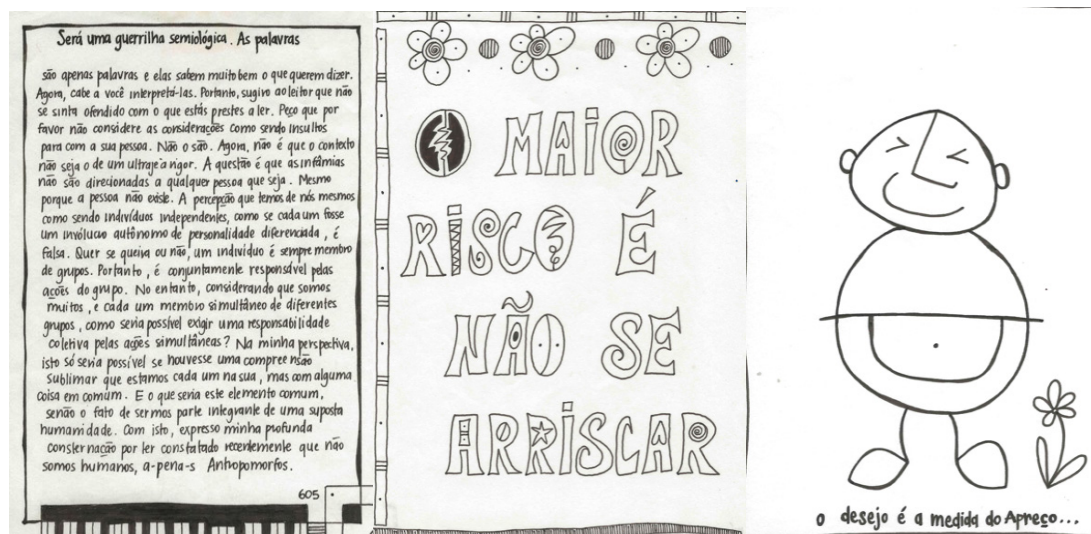 Será uma guerrilha semiológica. As palavras
são apenas palavras e elas sabem muito bem o que querem dizer.
Agora, cabe a você interpretá-las. Portanto, sugiro ao leitor que não
se sinta ofendido com o que estás prestes a ler. Peço que por
favor não considere as considerações como sendo insultos
para com a sua pessoa. Não o são. Agora, não é que o contexto
não seja o de um ultraje a rigor. A questão é que as infâmias
não são direcionadas a qualquer pessoa que seja. Mesmo
porque a pessoa não existe. A percepção que temos de nós mesmos
como sendo indivíduos independentes, como se cada um fosse
um invólucro autônomo de personalidade diferenciada, é
falsa. Quer se queira ou não, um indivíduo é sempre membro
de grupos. Portanto, é conjuntamente responsável pelas
ações do grupo. No entanto, considerando que somos
muitos, e cada um membro simultâneo de diferentes
grupos, como seria possível exigir uma responsabilidade
coletiva pelas ações simultâneas? Na minha perspectiva,
isto só seria possível se houvesse uma compreensão
sublimar que estamos cada um na sua, mas com alguma
coisa em comum. E o que seria este elemento comum,
senão o fato de sermos parte integrante de uma suposta
humanidade. Com isto, expresso minha profunda
consternação por ter constatado recentemente que não
somos humanos, a-pena-s Anhopomorfos.
605
O MAIOR
RISCO É
NÃO SE
ARRISCAR
o desejo é a medida do Apreço...